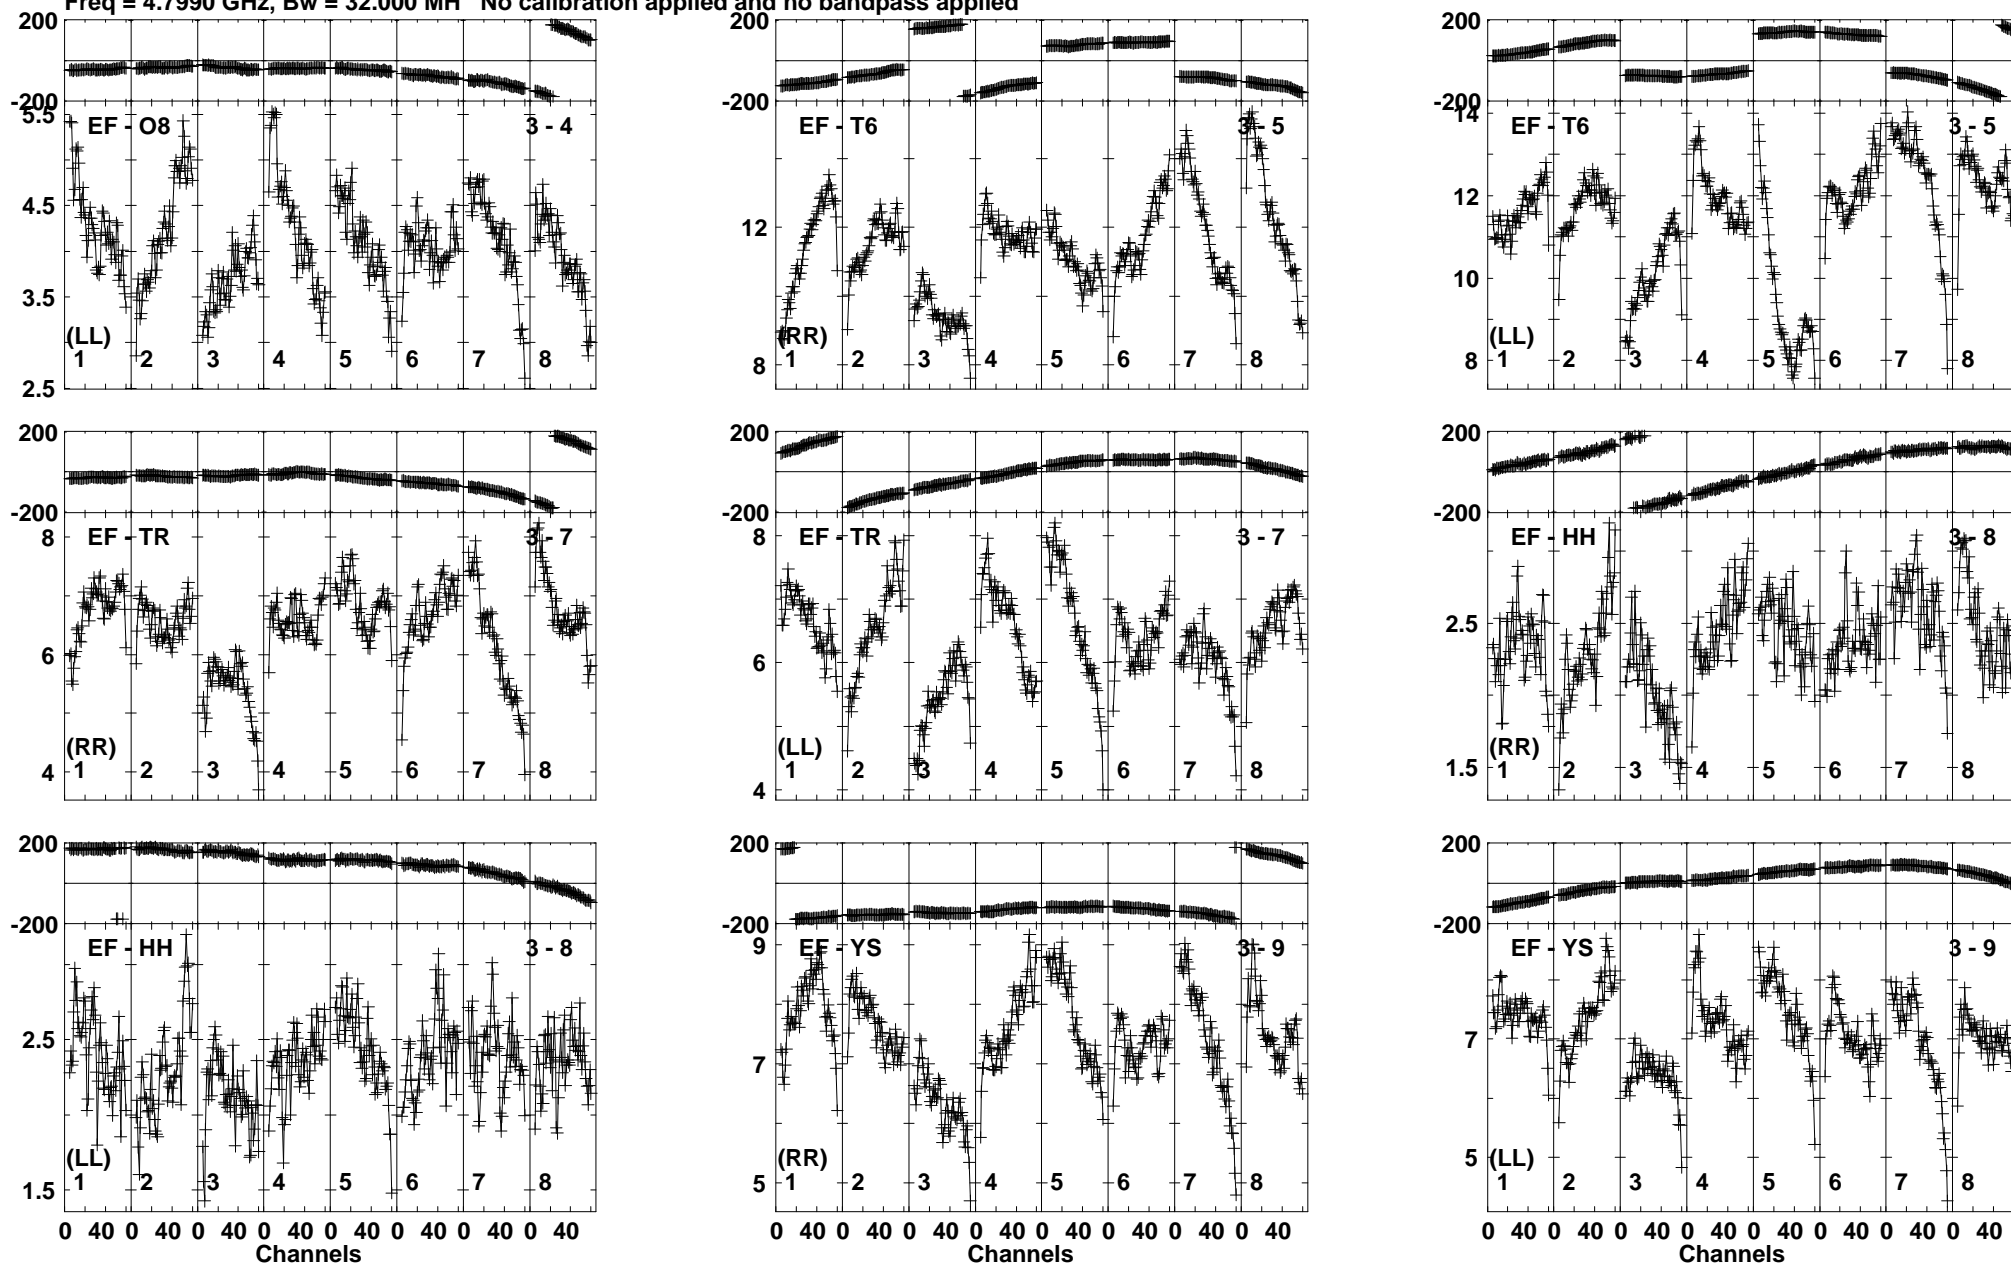 Freq = 4.7990 GHz, Bw = 32.000 MH No calibration applied and no bandpass applied
200 200 200
-200 -200 -200
5.5 EF - O8 3 - 4 EF - T6 3 - 5 14 EF - T6 3 - 5
4.5 12 12
3.5 10
(LL) (RR) (LL)
1 2 3 4 5 6 7 8 8 1 2 3 4 5 6 7 8 8 1 2 3 4 5 6 7 8
2.5
200 200 200
-200 -200 -200
8 EF - TR 3 - 7 8 EF - TR 3 - 7 EF - HH 3 - 8
6 6 2.5
(RR) (LL) (RR)
4 1 2 3 4 5 6 7 8 4 1 2 3 4 5 6 7 8 1.5 1 2 3 4 5 6 7 8
200 200 200
-200 -200 -200
EF - HH 3 - 8 9 EF - YS 3 - 9 EF - YS 3 - 9
2.5 7 7
(LL) (RR) 5 (LL)
1.5 1 2 3 4 5 6 7 8 5 1 2 3 4 5 6 7 8 1 2 3 4 5 6 7 8
0 40 0 40 0 40 0 40 0 40 0 40 0 40 0 40 0 40 0 40 0 40 0 40 0 40 0 40 0 40 0 40 0 40 0 40 0 40 0 40 0 40 0 40 0 40 0 40
Channels Channels Channels